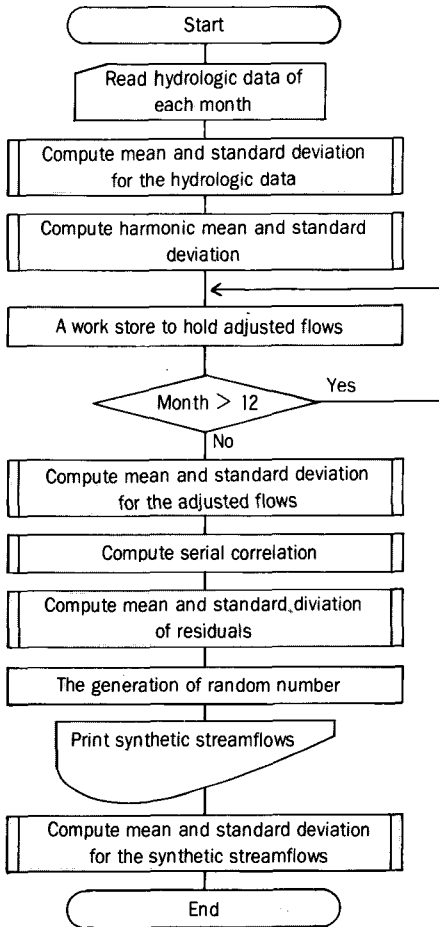 Start
Read hydrologic data of
each month
Compute mean and standard deviation
for the hydrologic data
Compute harmonic mean and standard
deviation
A work store to hold adjusted flows
Month > 12
Yes
No
Compute mean and standard deviation
for the adjusted flows
Compute serial correlation
Compute mean and standard diviation
of residuals
The generation of random number
Print synthetic streamflows
Compute mean and standard deviation
for the synthetic streamflows
End